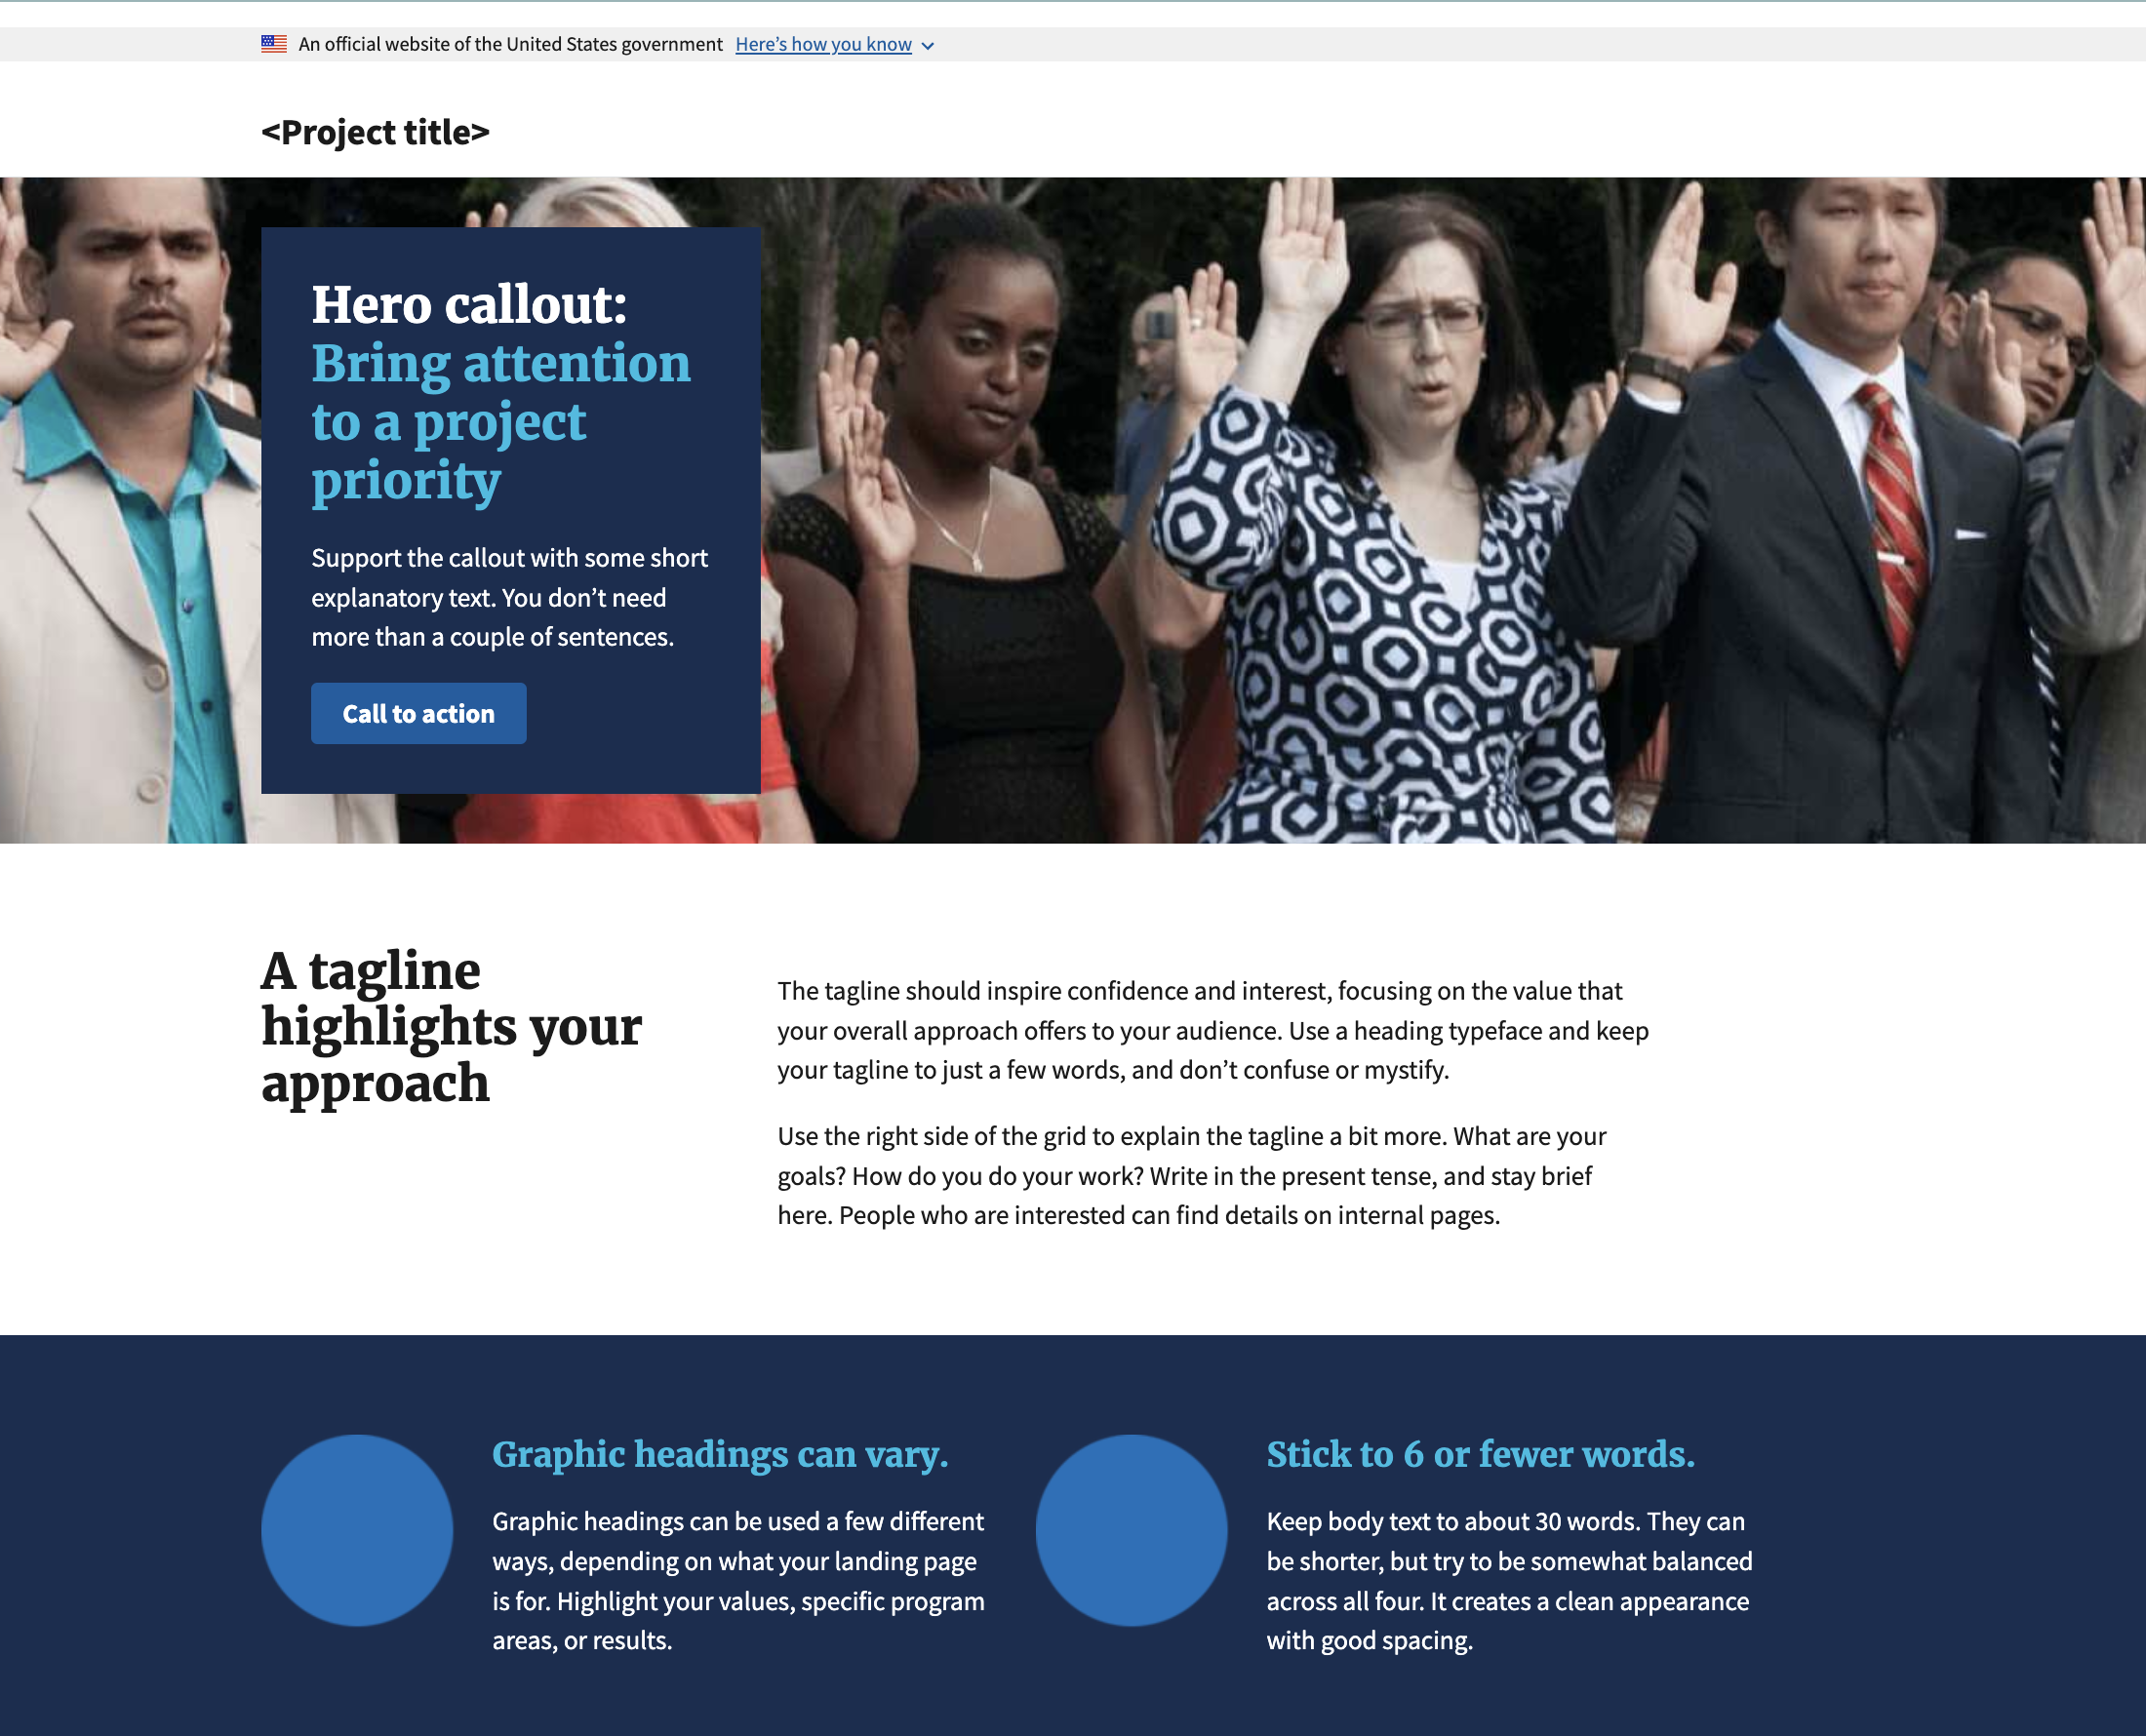 An official website of the United States government Here’s how you know
<Project title>
Hero callout:
Bring attention
to a project
priority
Support the callout with some short
explanatory text. You don’t need
more than a couple of sentences.
Call to action
A tagline
highlights your
approach
The tagline should inspire confidence and interest, focusing on the value that
your overall approach offers to your audience. Use a heading typeface and keep
your tagline to just a few words, and don’t confuse or mystify.
Use the right side of the grid to explain the tagline a bit more. What are your
goals? How do you do your work? Write in the present tense, and stay brief
here. People who are interested can find details on internal pages.
Graphic headings can vary.
Graphic headings can be used a few different
ways, depending on what your landing page
is for. Highlight your values, specific program
areas, or results.
Stick to 6 or fewer words.
Keep body text to about 30 words. They can
be shorter, but try to be somewhat balanced
across all four. It creates a clean appearance
with good spacing.